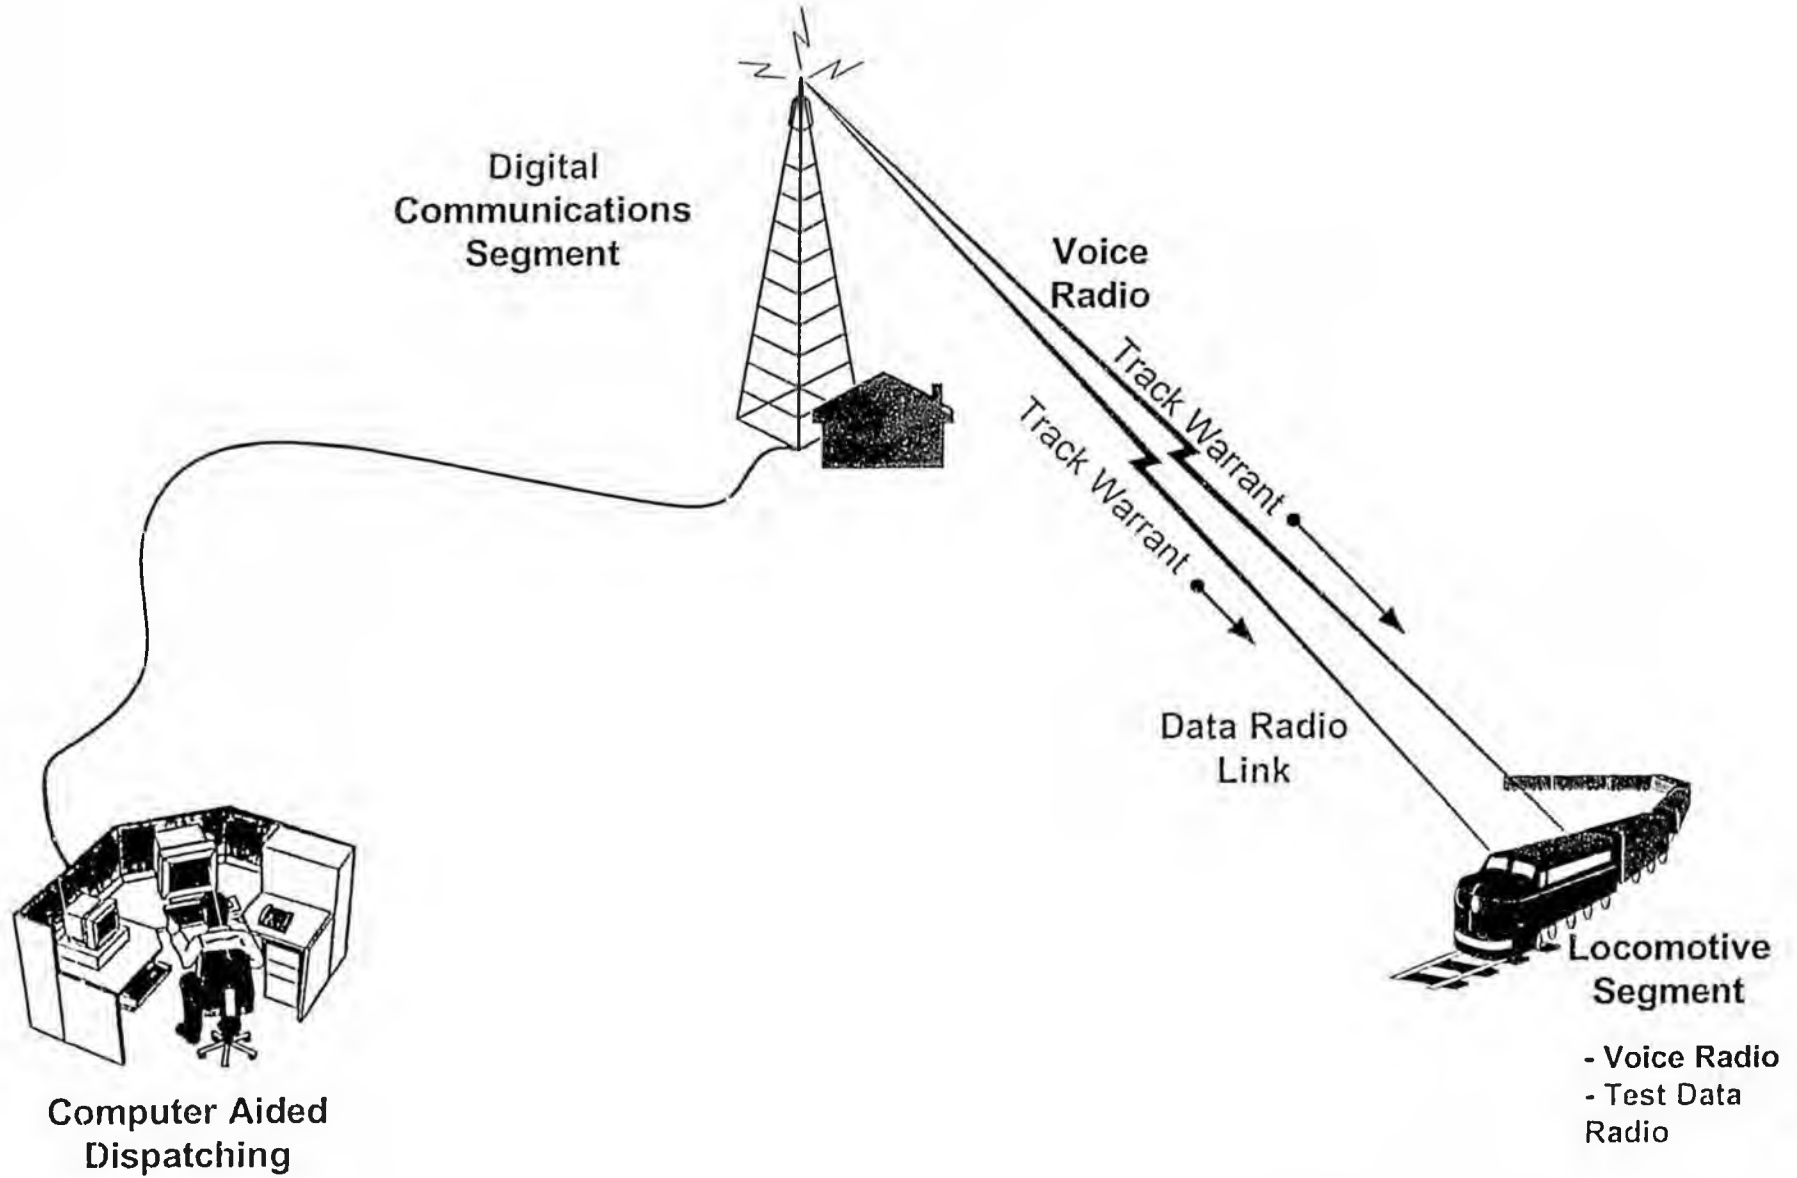 Digital
Communications
Segment
Voice
Radio
Track Warrant
Track Warrant
Data Radio
Link
Locomotive
Segment
- Voice Radio
- Test Data
Radio
Computer Aided
Dispatching